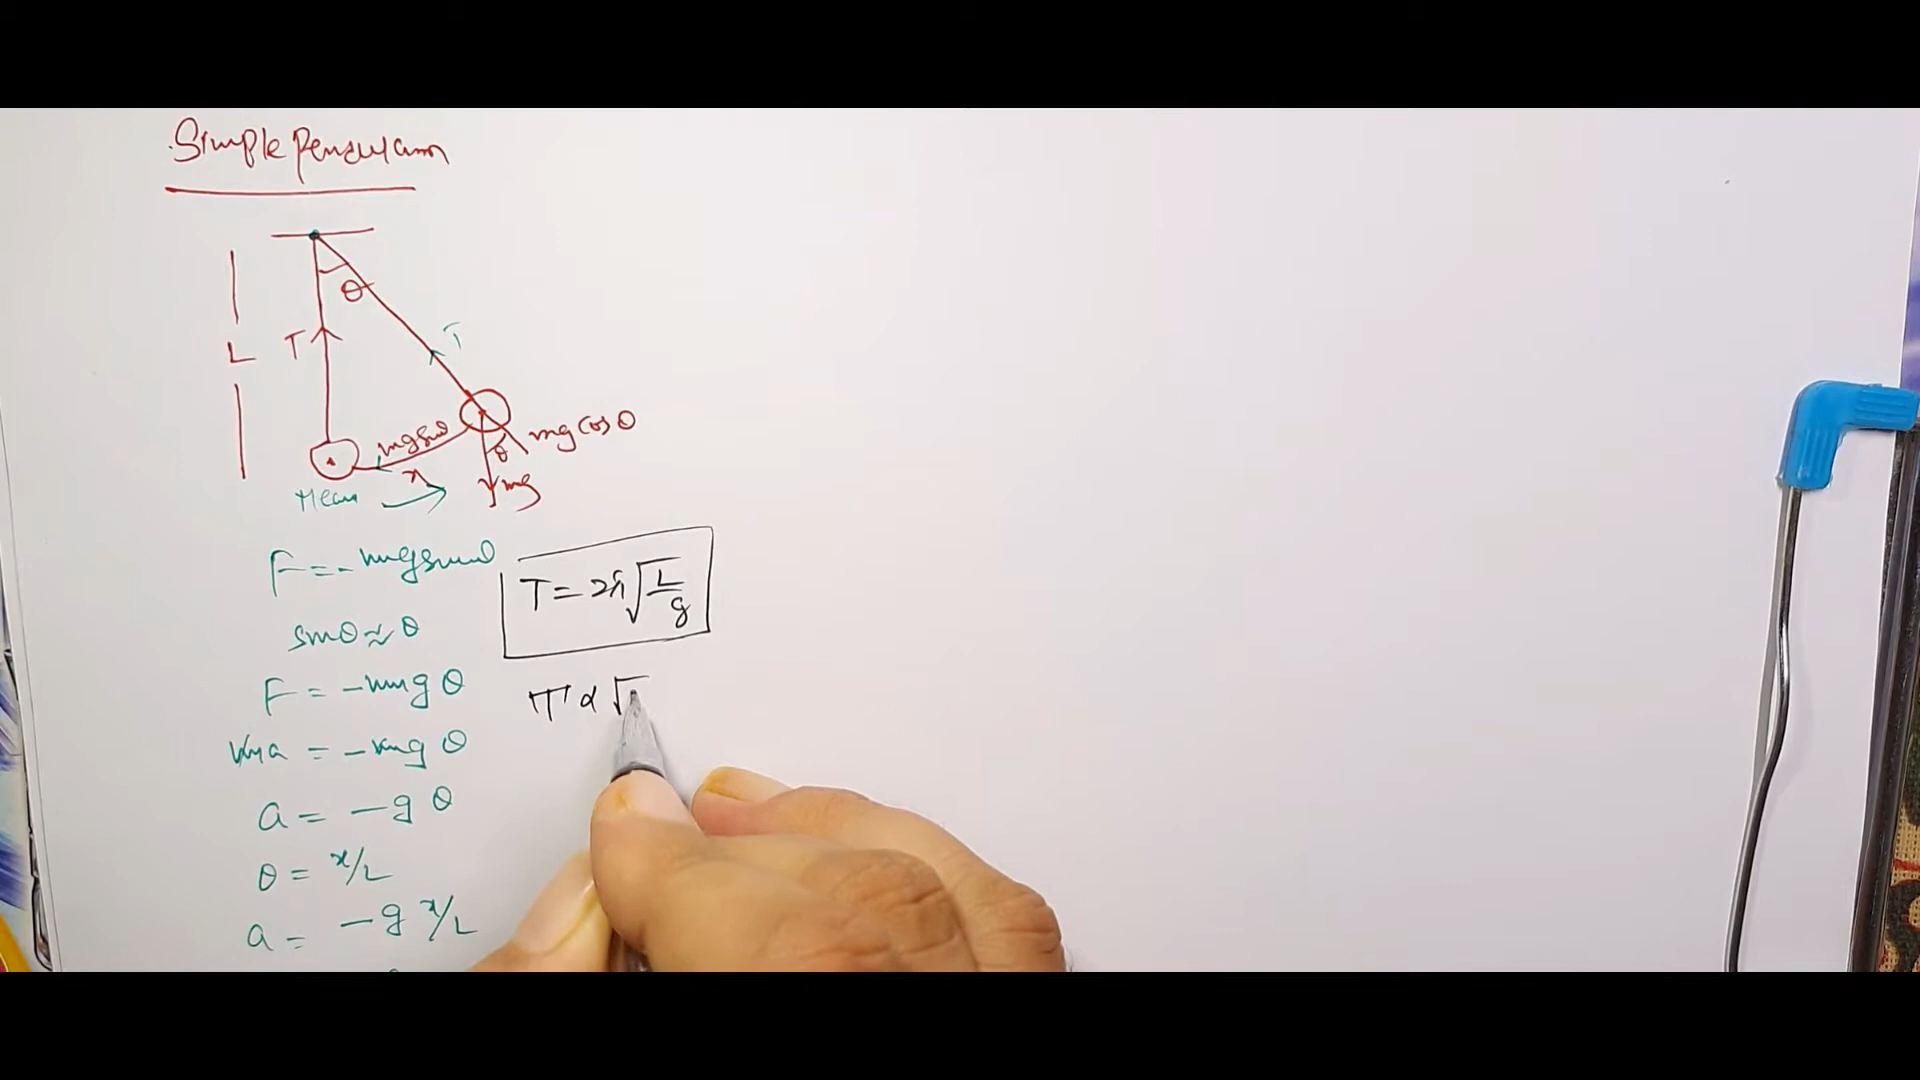 Simple Pendulum
θ
L T T
mg sinθ mg cosθ
x θ
Mean mg
F = - mg sinθ
sinθ ≈ θ
F = - mg θ
ma = - mg θ
a = - g θ
θ = x/L
a = - g x/L
T = 2π√(L/g)
T ∝ √